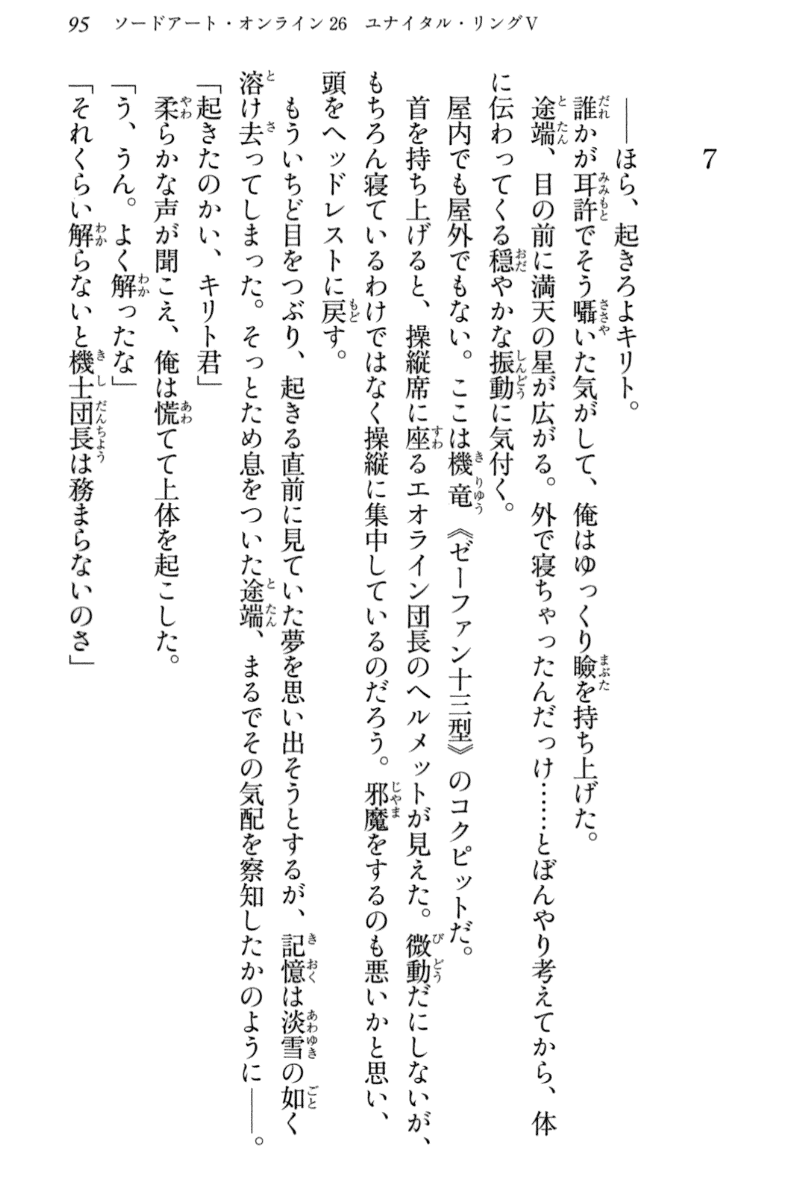 95　ソードアート・オンライン26　ユナイタル・リングⅤ
7
――ほら、起きろよキリト。
誰かが耳許でそう囁いた気がして、俺はゆっくり瞼を持ち上げた。
途端、目の前に満天の星が広がる。外で寝ちゃったんだっけ……とぼんやり考えてから、体
に伝わってくる穏やかな振動に気付く。
屋内でも屋外でもない。ここは機竜《ゼーファン十三型》のコクピットだ。
首を持ち上げると、操縦席に座るエオライン団長のヘルメットが見えた。微動だにしないが、
もちろん寝ているわけではなく操縦に集中しているのだろう。邪魔をするのも悪いかと思い、
頭をヘッドレストに戻す。
もういちど目をつぶり、起きる直前に見ていた夢を思い出そうとするが、記憶は淡雪の如く
溶け去ってしまった。そっとため息をついた途端、まるでその気配を察知したかのように――。
「起きたのかい、キリト君」
柔らかな声が聞こえ、俺は慌てて上体を起こした。
「う、うん。よく解ったな」
「それくらい解らないと機士団長は務まらないのさ」